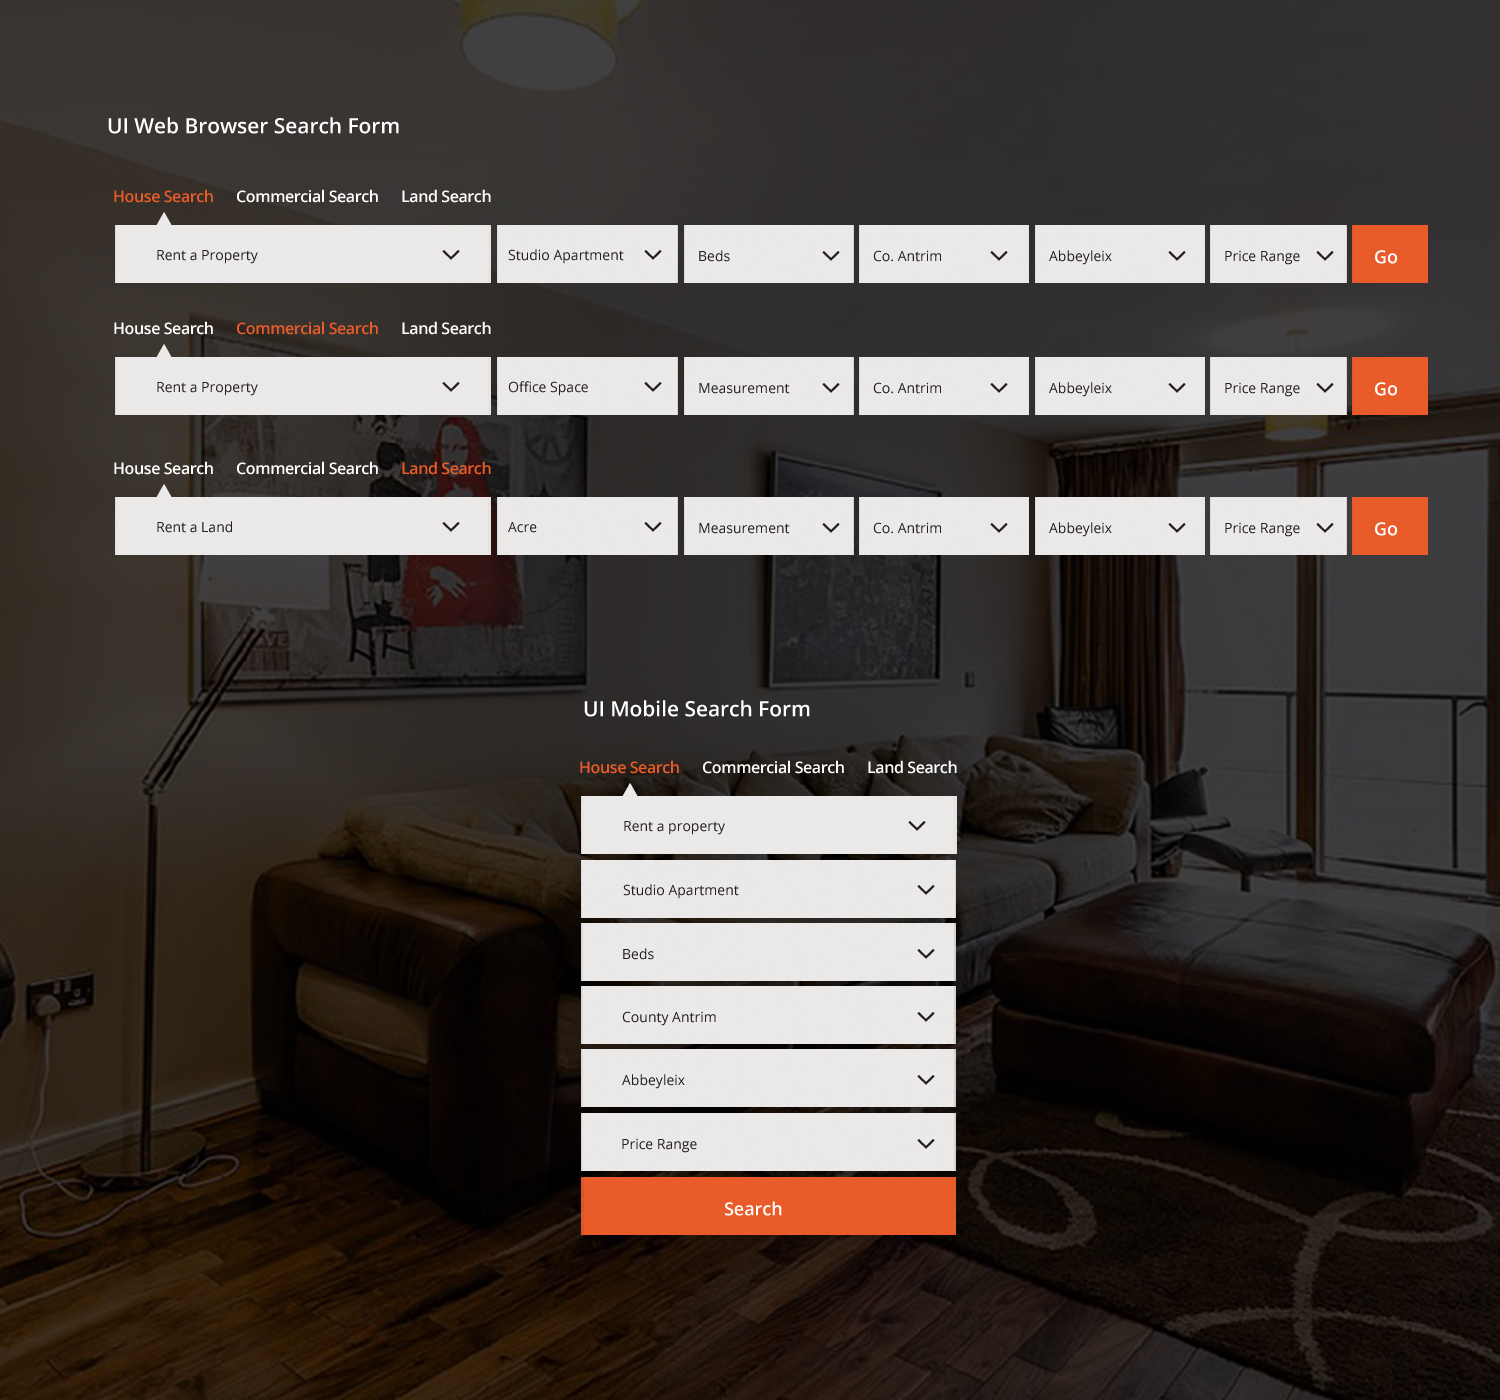 UI Web Browser Search Form
House Search Commercial Search Land Search
Rent a Property Studio Apartment Beds Co. Antrim Abbeyleix Price Range Go
House Search Commercial Search Land Search
Rent a Property Office Space Measurement Co. Antrim Abbeyleix Price Range Go
House Search Commercial Search Land Search
Rent a Land Acre Measurement Co. Antrim Abbeyleix Price Range Go
UI Mobile Search Form
House Search Commercial Search Land Search
Rent a property
Studio Apartment
Beds
County Antrim
Abbeyleix
Price Range
Search